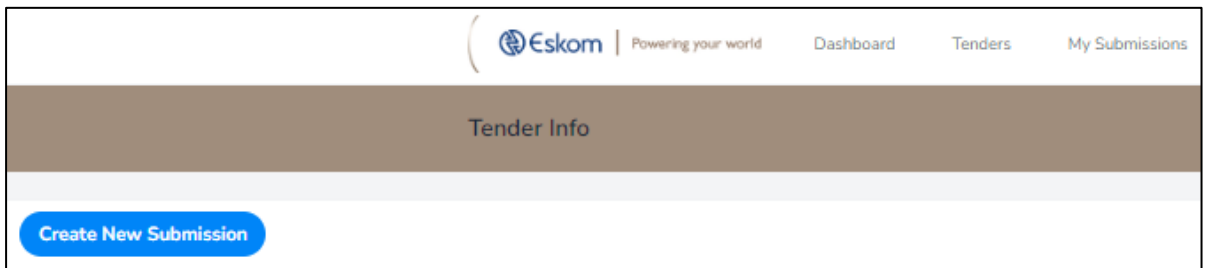 Eskom | Powering your world Dashboard Tenders My Submissions
Tender Info
Create New Submission